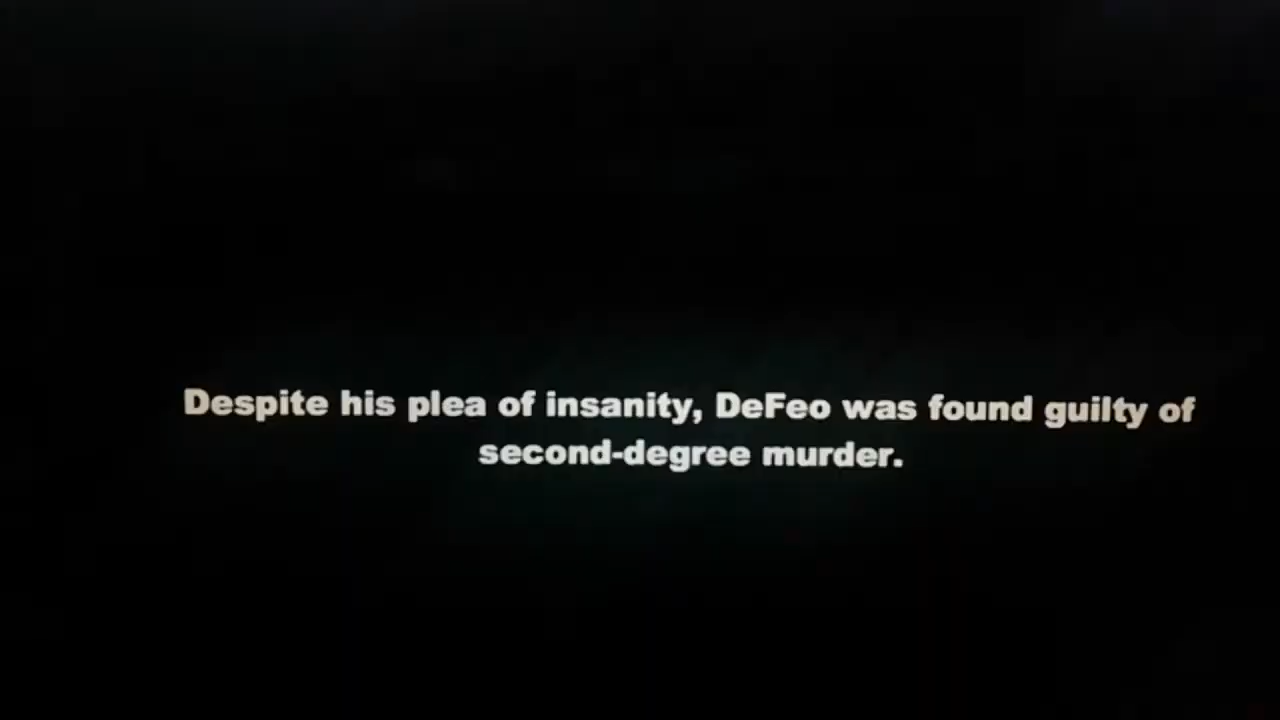 Despite his plea of insanity, DeFeo was found guilty of
second-degree murder.